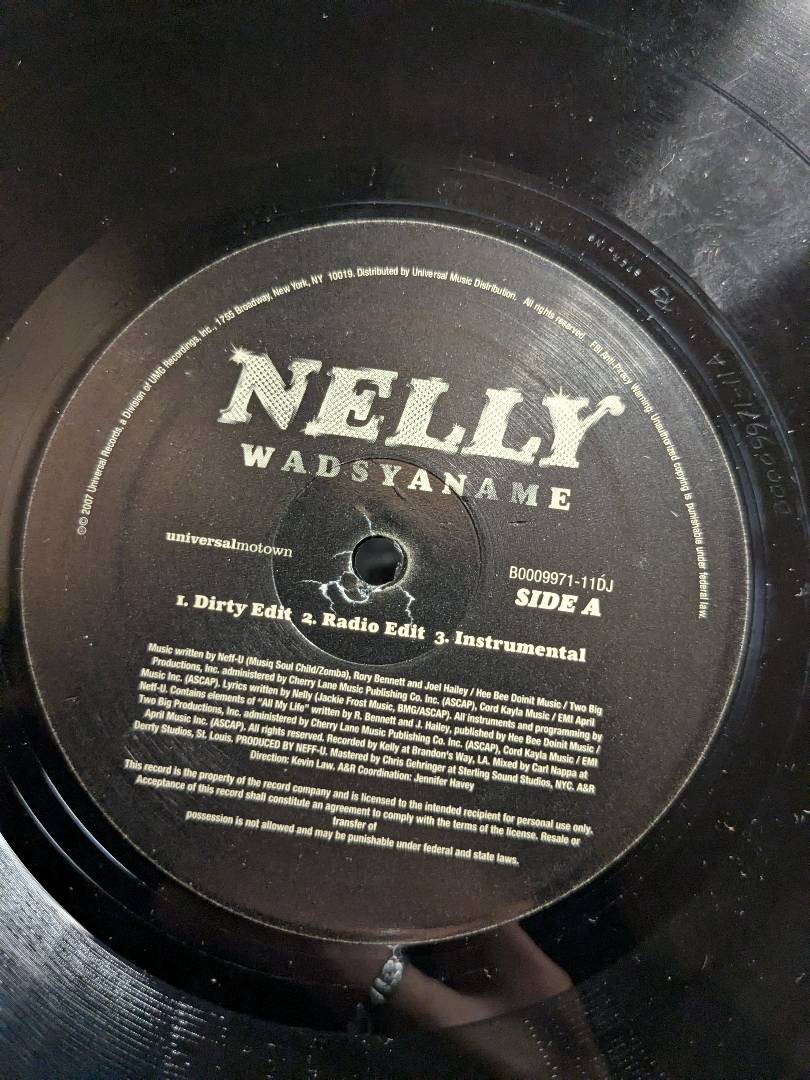 ℗© 2007 Universal Records, a Division of UMG Recordings, Inc., 1755 Broadway, New York, NY 10019. Distributed by Universal Music Distribution. All rights reserved. FBI Anti-Piracy Warning: Unauthorized copying is punishable under federal law.
NELLY
WADSYANAME
universalmotown
B0009971-11DJ
SIDE A
1. Dirty Edit 2. Radio Edit 3. Instrumental
Music written by Neff-U (Musiq Soul Child/Zomba), Rory Bennett and Joel Hailey / Hee Bee Doinit Music / Two Big
Productions, Inc. administered by Cherry Lane Music Publishing Co. Inc. (ASCAP), Cord Kayla Music / EMI April
Music Inc. (ASCAP). Lyrics written by Nelly (Jackie Frost Music, BMG/ASCAP). All instruments and programming by
Neff-U. Contains elements of "All My Life" written by R. Bennett and J. Hailey, published by Hee Bee Doinit Music /
Two Big Productions, Inc. administered by Cherry Lane Music Publishing Co. Inc. (ASCAP), Cord Kayla Music / EMI
April Music Inc. (ASCAP). All rights reserved. Recorded by Kelly at Brandon's Way, LA. Mixed by Carl Nappa at
Derrty Studios, St. Louis. PRODUCED BY NEFF-U. Mastered by Chris Gehringer at Sterling Sound Studios, NYC. A&R
Direction: Kevin Law. A&R Coordination: Jennifer Havey
This record is the property of the record company and is licensed to the intended recipient for personal use only.
Acceptance of this record shall constitute an agreement to comply with the terms of the license. Resale or
transfer of
possession is not allowed and may be punishable under federal and state laws.